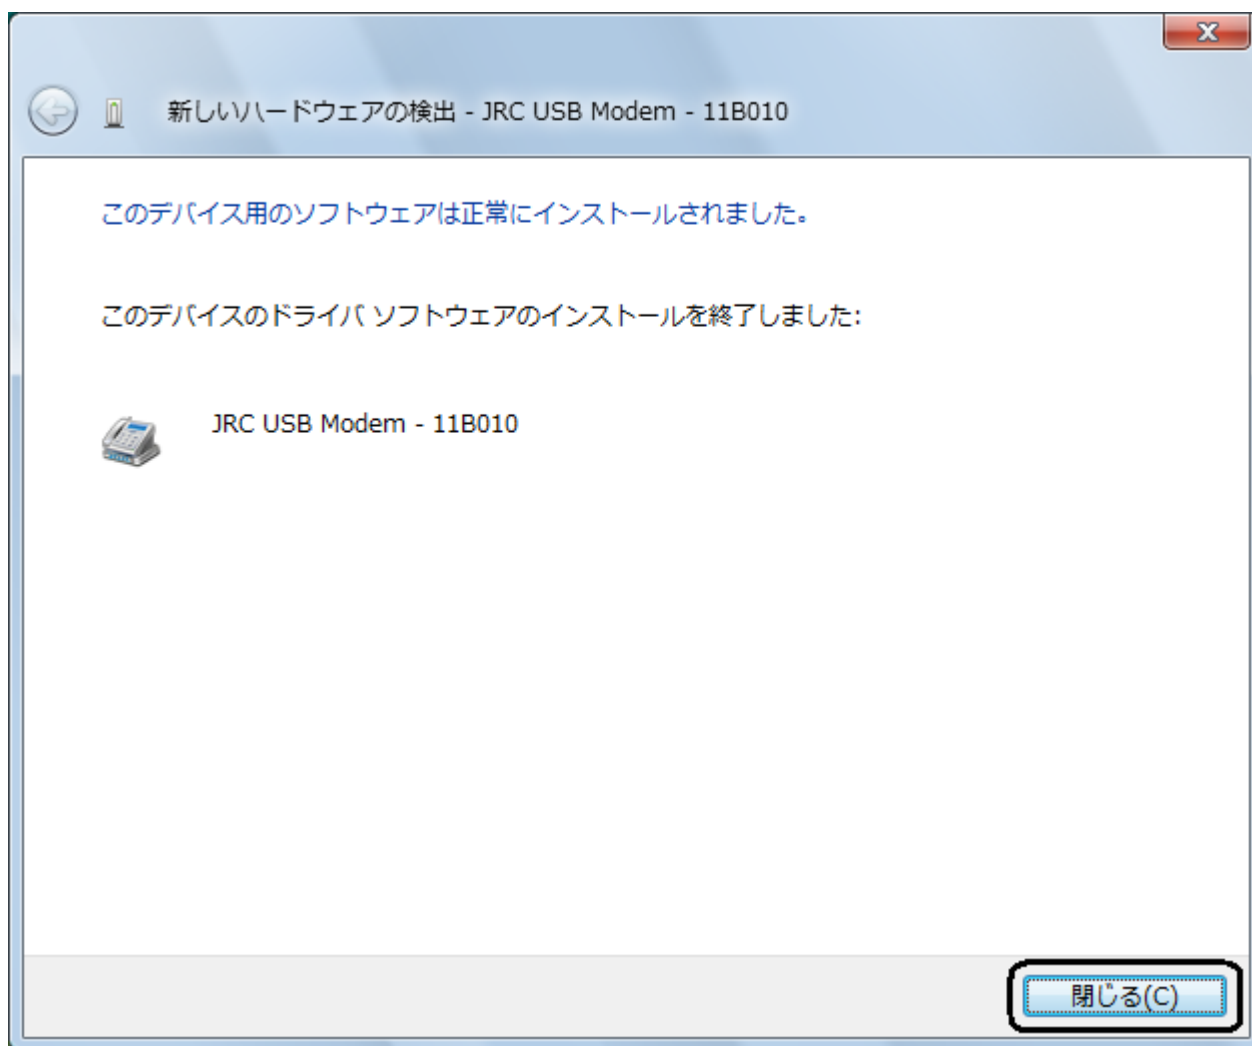 新しいハードウェアの検出 - JRC USB Modem - 11B010
このデバイス用のソフトウェアは正常にインストールされました。
このデバイスのドライバ ソフトウェアのインストールを終了しました:
JRC USB Modem - 11B010
閉じる(C)